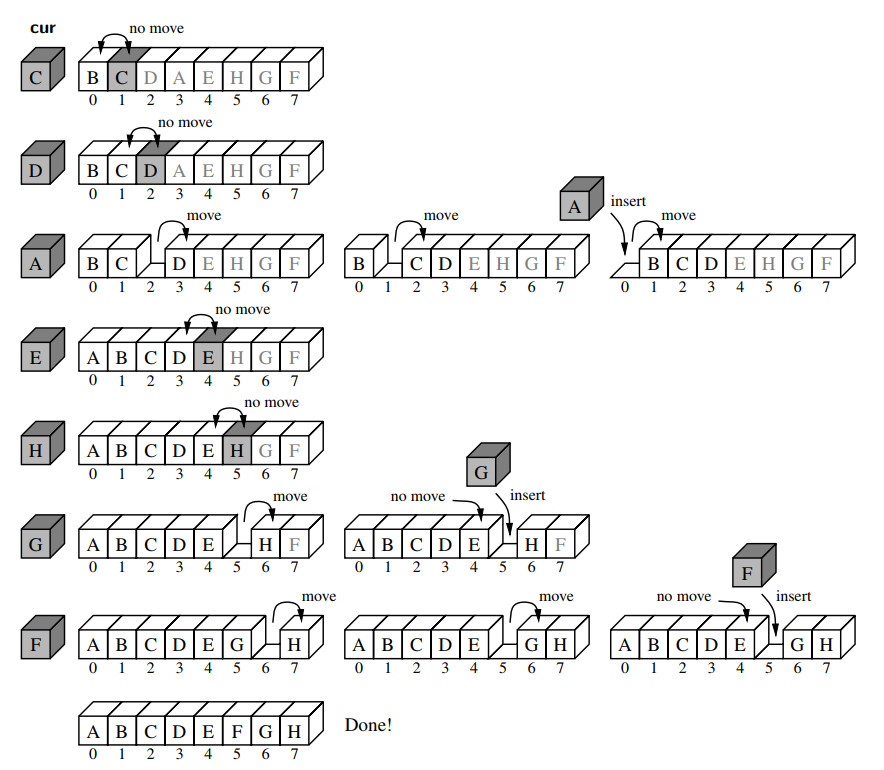 cur no move
C B C D A E H G F
0 1 2 3 4 5 6 7
no move
D B C D A E H G F
0 1 2 3 4 5 6 7
A insert
move move move
A B C D E H G F B C D E H G F B C D E H G F
0 1 2 3 4 5 6 7 0 1 2 3 4 5 6 7 0 1 2 3 4 5 6 7
no move
E A B C D E H G F
0 1 2 3 4 5 6 7
no move
H A B C D E H G F
0 1 2 3 4 5 6 7
G
move no move insert
G A B C D E H F A B C D E H F
0 1 2 3 4 5 6 7 0 1 2 3 4 5 6 7
F
move move no move insert
F A B C D E G H A B C D E G H A B C D E G H
0 1 2 3 4 5 6 7 0 1 2 3 4 5 6 7 0 1 2 3 4 5 6 7
A B C D E F G H Done!
0 1 2 3 4 5 6 7